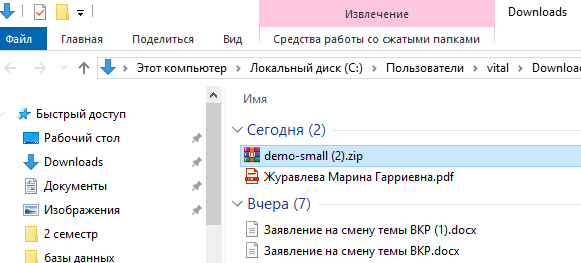 Извлечение
Downloads
Файл
Главная
Поделиться
Вид
Средства работы со сжатыми папками
Этот компьютер
Локальный диск (C:)
Пользователи
vital
Downloa
Быстрый доступ
Рабочий стол
Downloads
Документы
Изображения
2 семестр
базы данных
Имя
Сегодня (2)
demo-small (2).zip
Журавлева Марина Гарриевна.pdf
Вчера (7)
Заявление на смену темы ВКР (1).docx
Заявление на смену темы ВКР.docx